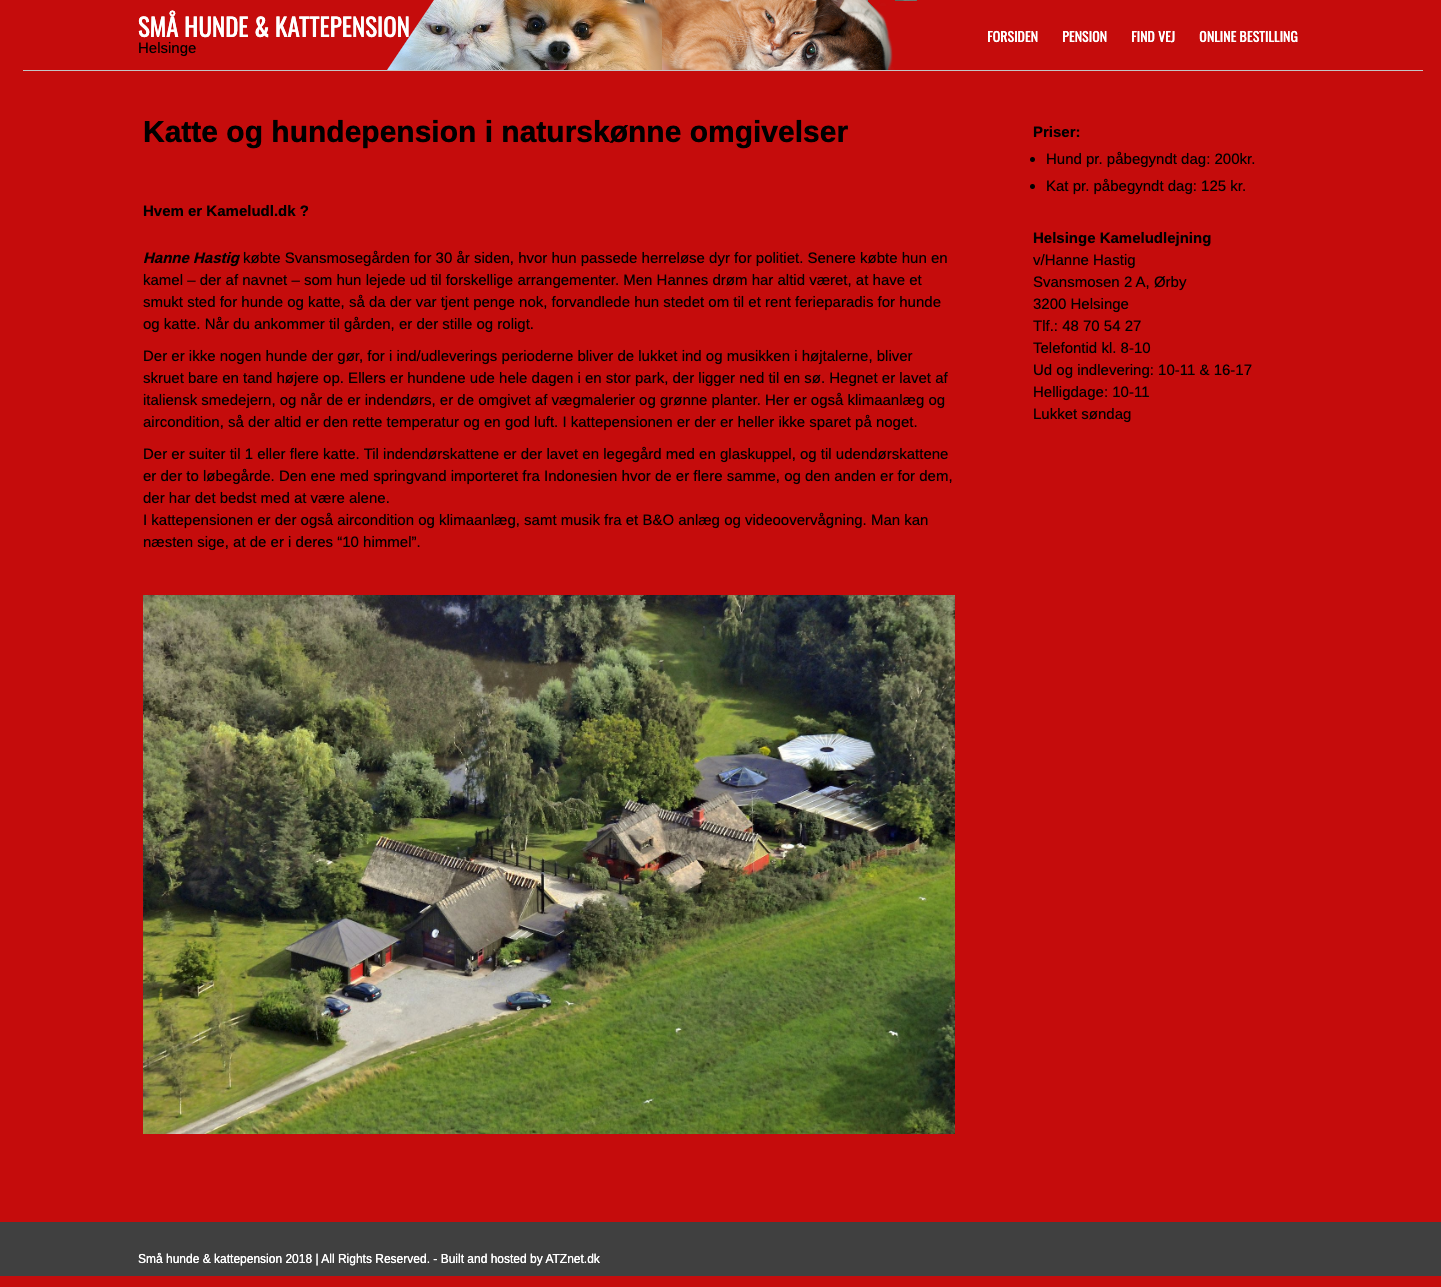 SMÅ HUNDE & KATTEPENSION
Helsinge
FORSIDEN PENSION FIND VEJ ONLINE BESTILLING
Katte og hundepension i naturskønne omgivelser
Hvem er Kameludl.dk ?
Hanne Hastig købte Svansmosegården for 30 år siden, hvor hun passede herreløse dyr for politiet. Senere købte hun en
kamel – der af navnet – som hun lejede ud til forskellige arrangementer. Men Hannes drøm har altid været, at have et
smukt sted for hunde og katte, så da der var tjent penge nok, forvandlede hun stedet om til et rent ferieparadis for hunde
og katte. Når du ankommer til gården, er der stille og roligt.
Der er ikke nogen hunde der gør, for i ind/udleverings perioderne bliver de lukket ind og musikken i højtalerne, bliver
skruet bare en tand højere op. Ellers er hundene ude hele dagen i en stor park, der ligger ned til en sø. Hegnet er lavet af
italiensk smedejern, og når de er indendørs, er de omgivet af vægmalerier og grønne planter. Her er også klimaanlæg og
aircondition, så der altid er den rette temperatur og en god luft. I kattepensionen er der er heller ikke sparet på noget.
Der er suiter til 1 eller flere katte. Til indendørskattene er der lavet en legegård med en glaskuppel, og til udendørskattene
er der to løbegårde. Den ene med springvand importeret fra Indonesien hvor de er flere samme, og den anden er for dem,
der har det bedst med at være alene.
I kattepensionen er der også aircondition og klimaanlæg, samt musik fra et B&O anlæg og videoovervågning. Man kan
næsten sige, at de er i deres “10 himmel”.
Priser:
• Hund pr. påbegyndt dag: 200kr.
• Kat pr. påbegyndt dag: 125 kr.
Helsinge Kameludlejning
v/Hanne Hastig
Svansmosen 2 A, Ørby
3200 Helsinge
Tlf.: 48 70 54 27
Telefontid kl. 8-10
Ud og indlevering: 10-11 & 16-17
Helligdage: 10-11
Lukket søndag
Små hunde & kattepension 2018 | All Rights Reserved. - Built and hosted by ATZnet.dk